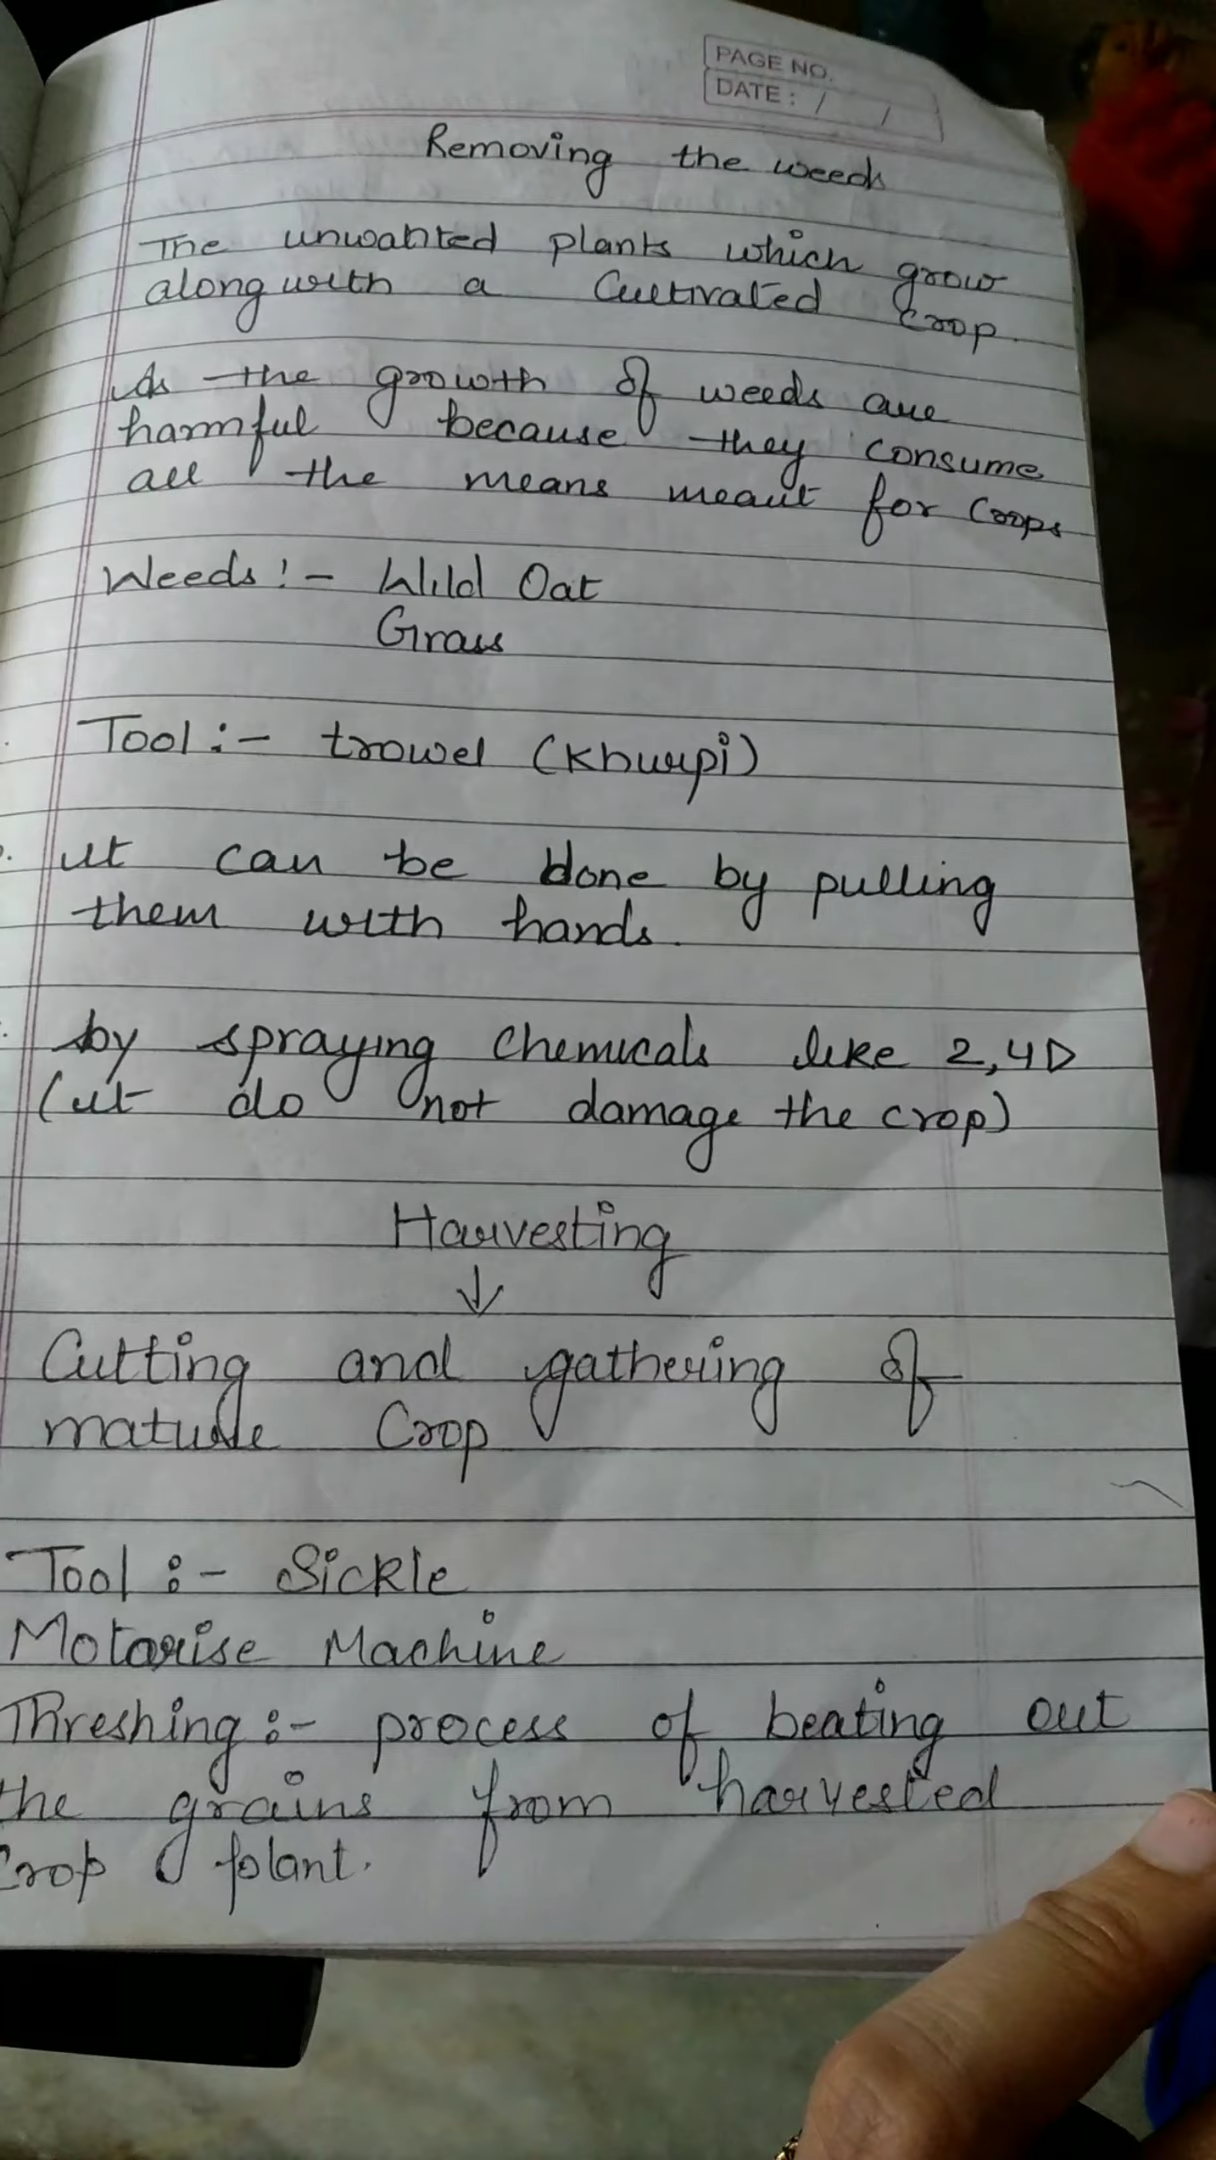 PAGE NO.
DATE: / /
Removing the weeds
The unwanted plants which grow
along with a Cultivated crop.
As the growth of weeds are
harmful because they consume
all the means meant for Crops
Weeds:- Wild Oat
Grass
Tool:- trowel (Khurpi)
it can be done by pulling
them with hands.
by spraying chemicals like 2,4D
(it do not damage the crop)
Harvesting
↓
Cutting and gathering of
mature Crop
Tool:- Sickle
Motarise Machine
Threshing:- process of beating out
the grains from harvested
Crop plant.